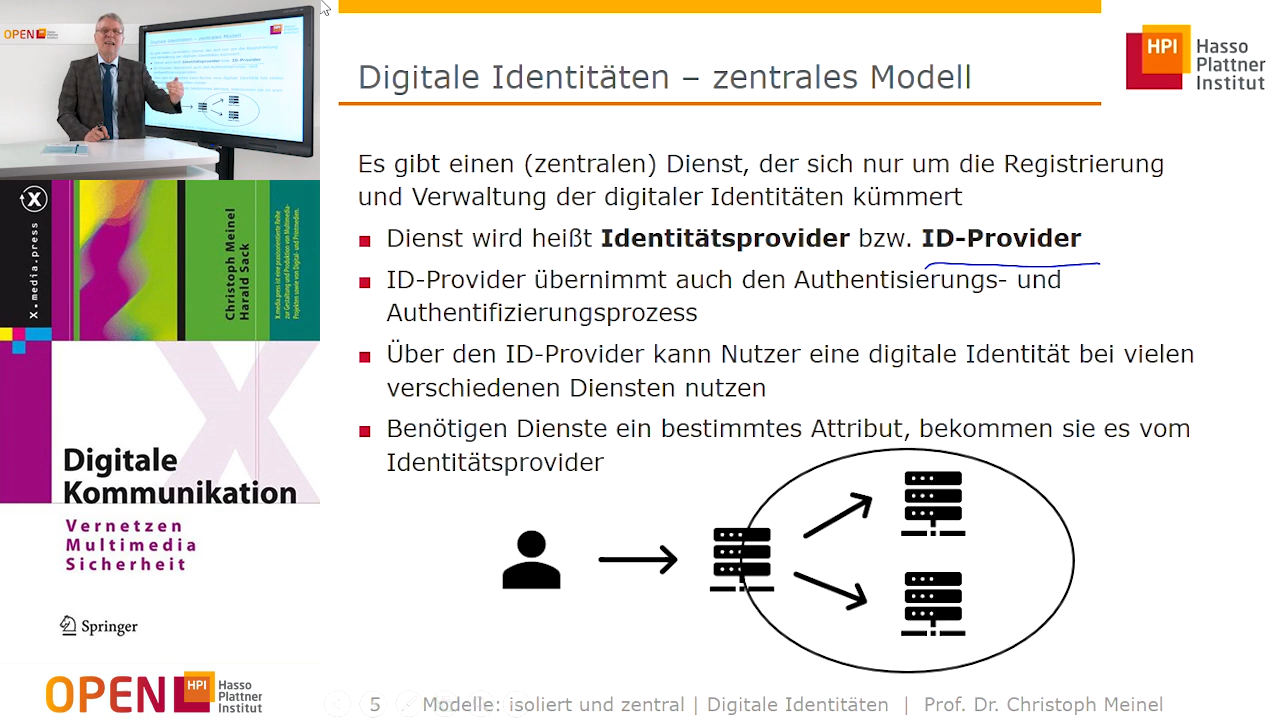 OPEN HPI
Digitale Identitäten – zentrales Modell
HPI Hasso
Plattner
Institut
Es gibt einen (zentralen) Dienst, der sich nur um die Registrierung
und Verwaltung der digitaler Identitäten kümmert
Dienst wird heißt Identitätsprovider bzw. ID-Provider
ID-Provider übernimmt auch den Authentisierungs- und
Authentifizierungsprozess
Über den ID-Provider kann Nutzer eine digitale Identität bei vielen
verschiedenen Diensten nutzen
Benötigen Dienste ein bestimmtes Attribut, bekommen sie es vom
Identitätsprovider
X
x.media.press
Christoph Meinel
Harald Sack
Digitale
Kommunikation
Vernetzen
Multimedia
Sicherheit
Springer
OPEN HPI Hasso
Plattner
Institut
5 Modelle: isoliert und zentral | Digitale Identitäten | Prof. Dr. Christoph Meinel